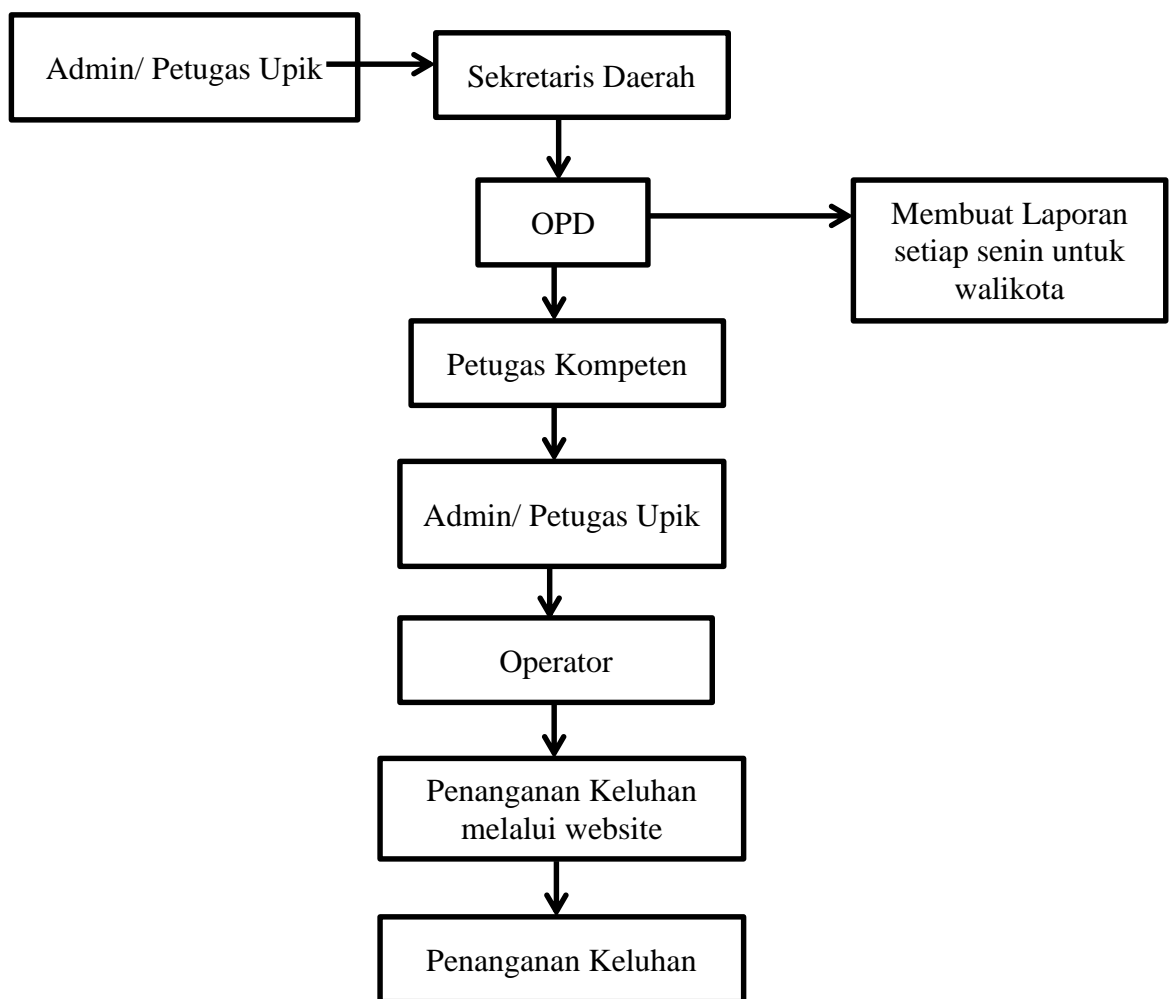 Admin/ Petugas Upik
Sekretaris Daerah
OPD
Membuat Laporan
setiap senin untuk
walikota
Petugas Kompeten
Admin/ Petugas Upik
Operator
Penanganan Keluhan
melalui website
Penanganan Keluhan